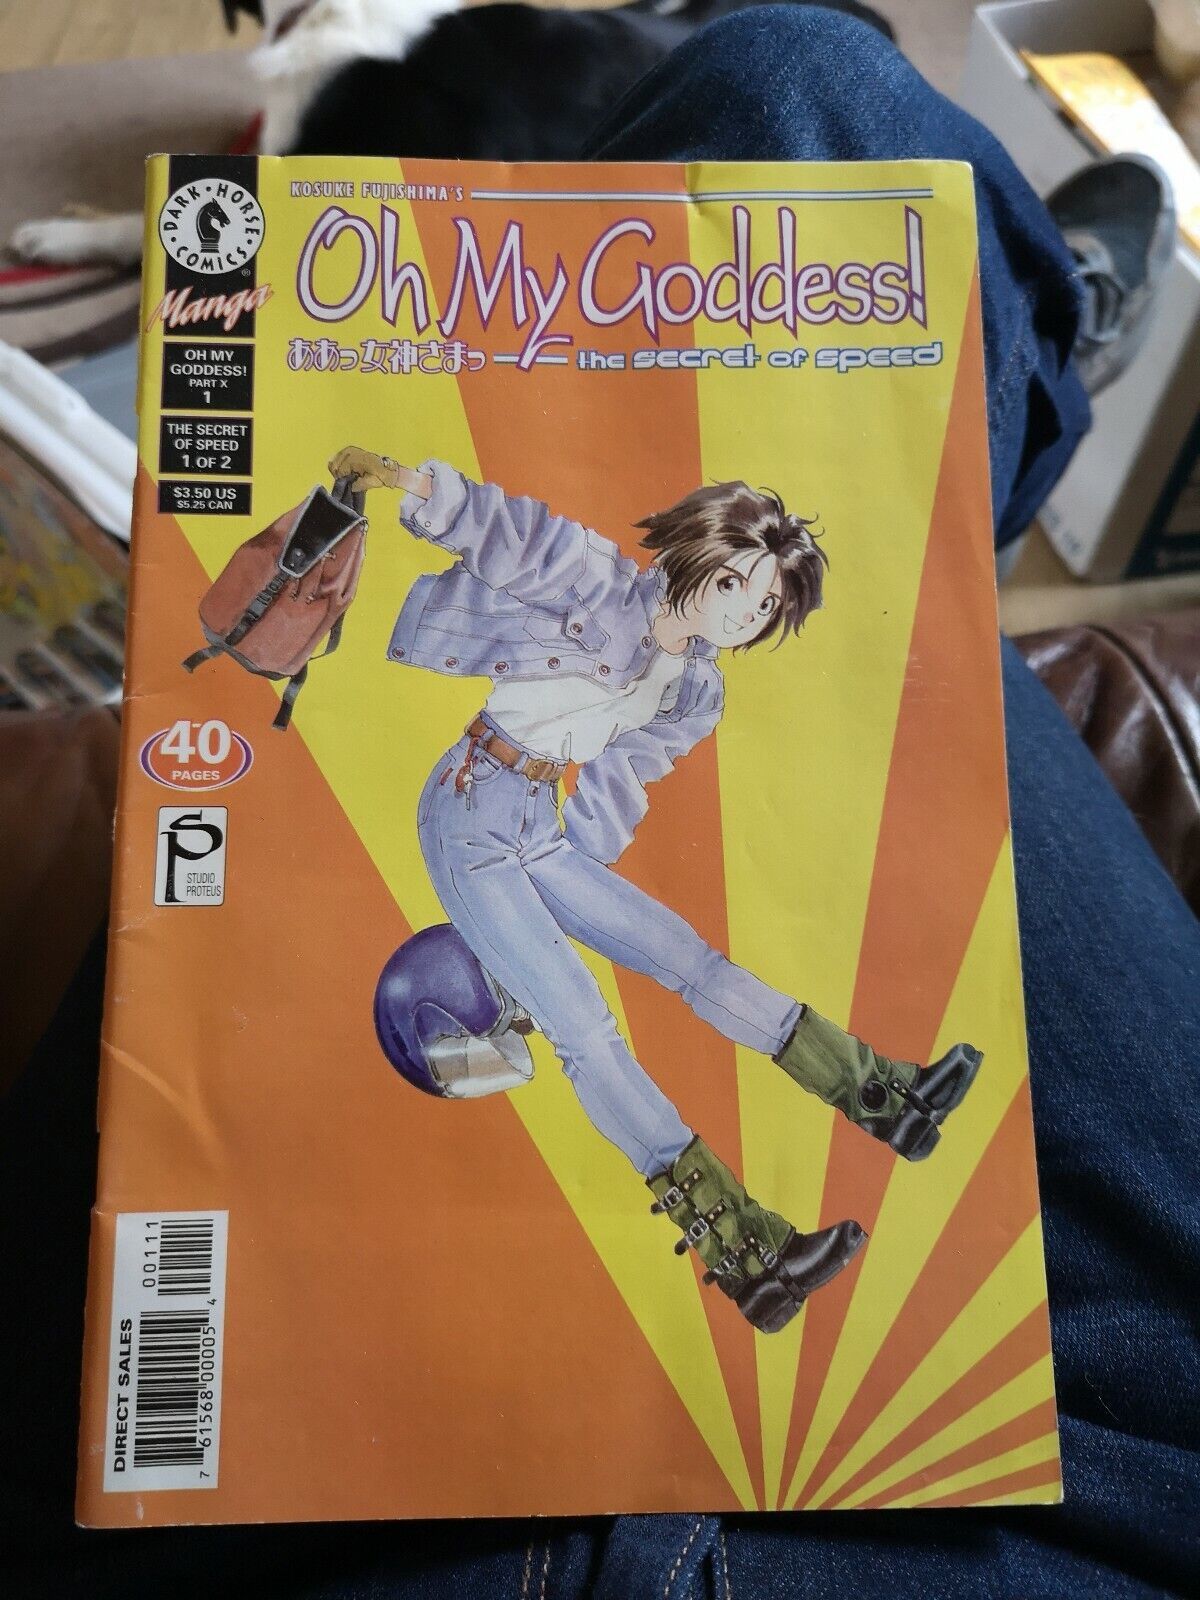 KOSUKE FUJISHIMA'S
Oh My Goddess!
ああっ女神さまっ
the secret of speed
DARK · HORSE · COMICS ·
®
Manga
OH MY
GODDESS!
PART X
1
THE SECRET
OF SPEED
1 OF 2
$3.50 US
$5.25 CAN
40
PAGES
SP
STUDIO
PROTEUS
DIRECT SALES
00111
7 61568 00005 4